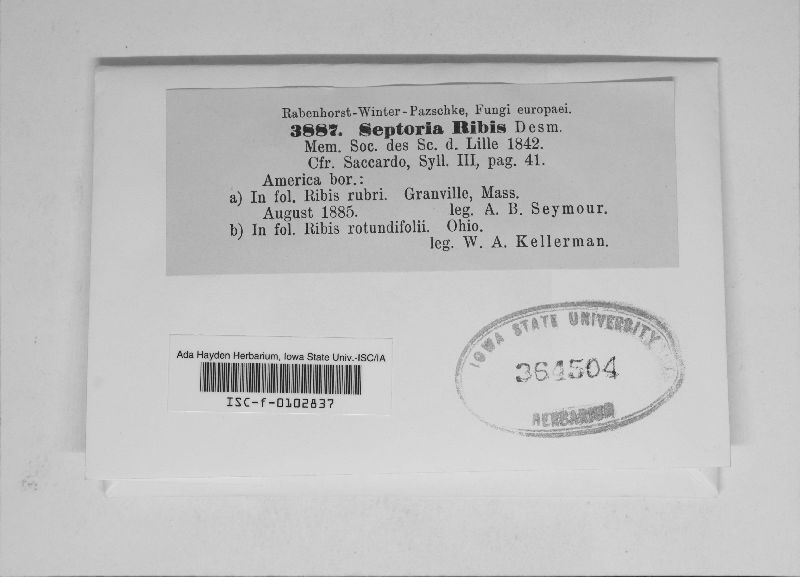 Rabenhorst-Winter-Pazschke, Fungi europaei.
3887. Septoria Ribis Desm.
Mem. Soc. des Sc. d. Lille 1842.
Cfr. Saccardo, Syll. III, pag. 41.
America bor.:
a) In fol. Ribis rubri. Granville, Mass.
August 1885. leg. A. B. Seymour.
b) In fol. Ribis rotundifolii. Ohio.
leg. W. A. Kellerman.
Ada Hayden Herbarium, Iowa State Univ.-ISC/IA
ISC-f-0102837
IOWA STATE UNIVERSITY
364504
HERBARIUM